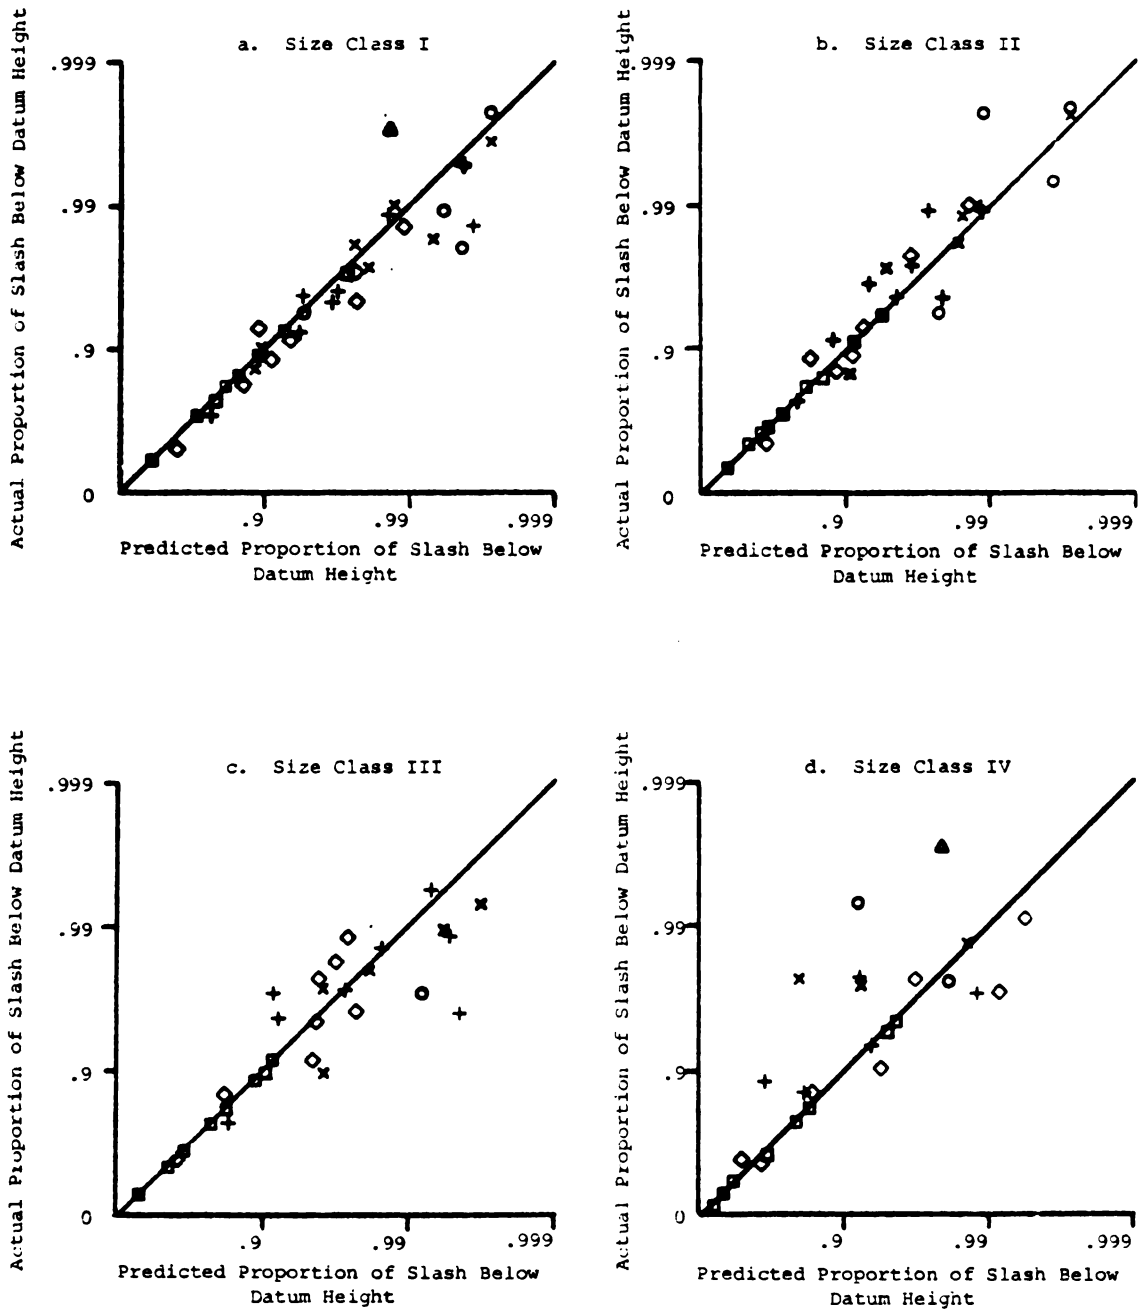 a. Size Class I
Actual Proportion of Slash Below Datum Height
.999
.99
.9
0
.9
.99
.999
Predicted Proportion of Slash Below
Datum Height
b. Size Class II
Actual Proportion of Slash Below Datum Height
.999
.99
.9
0
.9
.99
.999
Predicted Proportion of Slash Below
Datum Height
c. Size Class III
Actual Proportion of Slash Below Datum Height
.999
.99
.9
0
.9
.99
.999
Predicted Proportion of Slash Below
Datum Height
d. Size Class IV
Actual Proportion of Slash Below Datum Height
.999
.99
.9
0
.9
.99
.999
Predicted Proportion of Slash Below
Datum Height